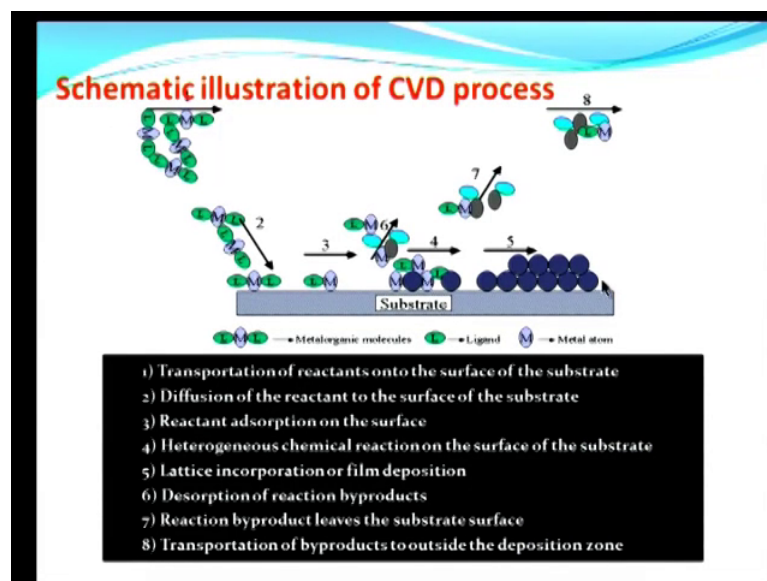 Schematic illustration of CVD process
8
7
2
6
3
4
5
Substrate
L M L Metalorganic molecules L Ligand M Metal atom
1) Transportation of reactants onto the surface of the substrate
2) Diffusion of the reactant to the surface of the substrate
3) Reactant adsorption on the surface
4) Heterogeneous chemical reaction on the surface of the substrate
5) Lattice incorporation or film deposition
6) Desorption of reaction byproducts
7) Reaction byproduct leaves the substrate surface
8) Transportation of byproducts to outside the deposition zone